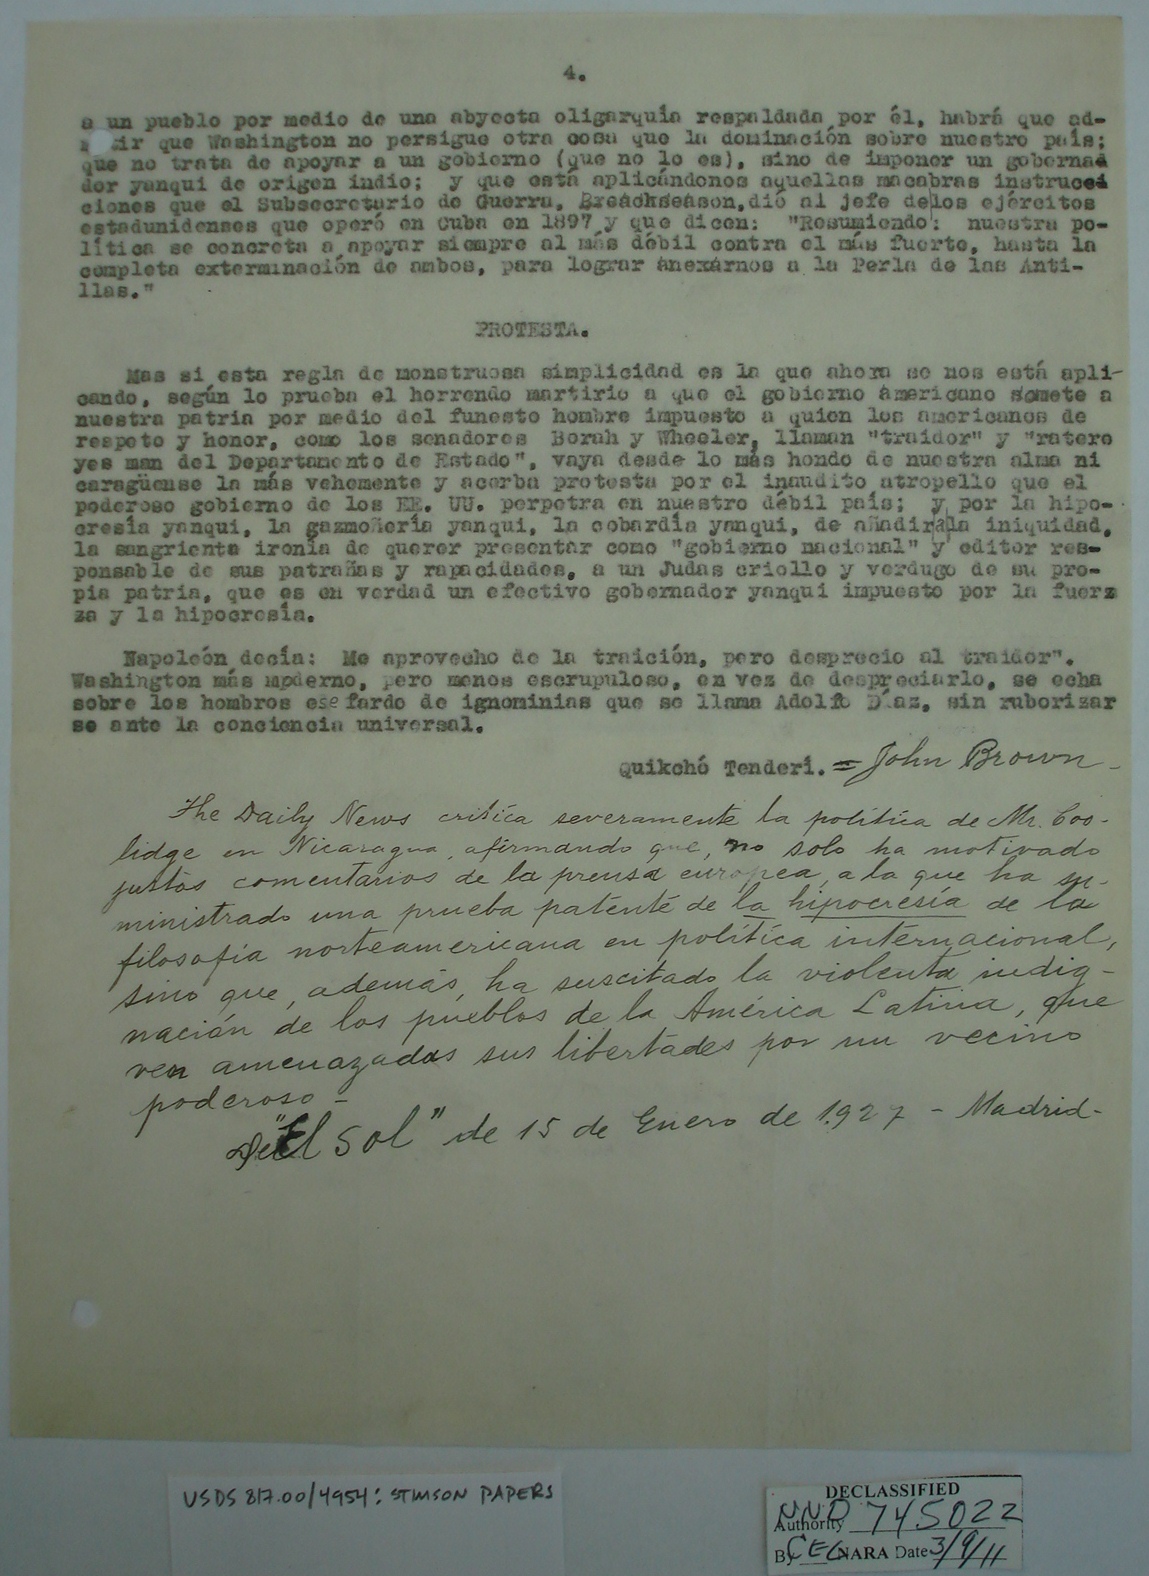 4.
a un pueblo por medio de una abyecta oligarquía respaldada por él, habrá que ad-
ir que Washington no persigue otra cosa que la dominación sobre nuestro país;
que no trata de apoyar a un gobierno (que no lo es), sino de imponer un goberna
dor yanqui de origen indio; y que está aplicándonos aquellas macabras instrucci
ciones que el Subsecretario de Guerra, Breackseason, dió al jefe de los ejércitos
estadunidenses que operó en Cuba en 1897 y que dicen: "Resumiendo: nuestra po-
lítica se concreta a apoyar siempre al más débil contra el más fuerte, hasta la
completa exterminación de ambos, para lograr anexárnos a la Perla de las Anti-
llas."
PROTESTA.
Mas si esta regla de monstruosa simplicidad es la que ahora se nos está apli-
cando, según lo prueba el horrendo martirio a que el gobierno americano somete a
nuestra patria por medio del funesto hombre impuesto a quien los americanos de
respeto y honor, como los senadores Borah y Wheeler, llaman "traidor" y "ratero
yes man del Departamento de Estado", vaya desde lo más hondo de nuestra alma ni
caragüense la más vehemente y acerba protesta por el inaudito atropello que el
poderoso gobierno de los EE. UU. perpetra en nuestro débil país; y por la hipo-
cresía yanqui, la gazmoñería yanqui, la cobardía yanqui, de añadir a la iniquidad,
la sangrienta ironía de querer presentar como "gobierno nacional" y editor res-
ponsable de sus patrañas y rapacidades, a un Judas criollo y verdugo de su pro-
pia patria, que es en verdad un efectivo gobernador yanqui impuesto por la fuerz
za y la hipocresía.
Napoleón decía: Me aprovecho de la traición, pero desprecio al traidor".
Washington más moderno, pero menos escrupuloso, en vez de despreciarlo, se echa
sobre los hombros ese fardo de ignominias que se llama Adolfo Díaz, sin ruborizar
se ante la conciencia universal.
Quikchó Tenderi. = John Brown -
The Daily News critíca severamente la política de Mr. Coo-
lidge en Nicaragua, afirmando que, no solo ha motivado
justos comentarios de la prensa europea, a la que ha su-
ministrado una prueba patente de la hipocresía de la
filosofía norteamericana en política internacional,
sino que, además, ha suscitado la violenta indig-
nación de los pueblos de la América Latina, que
ven amenazadas sus libertades por un vecino
poderoso -
De "El Sol" de 15 de Enero de 1.927 - Madrid-
USDS 817.00/4954: STIMSON PAPERS
DECLASSIFIED
Authority NND 745022
By CEG NARA Date 3/9/11